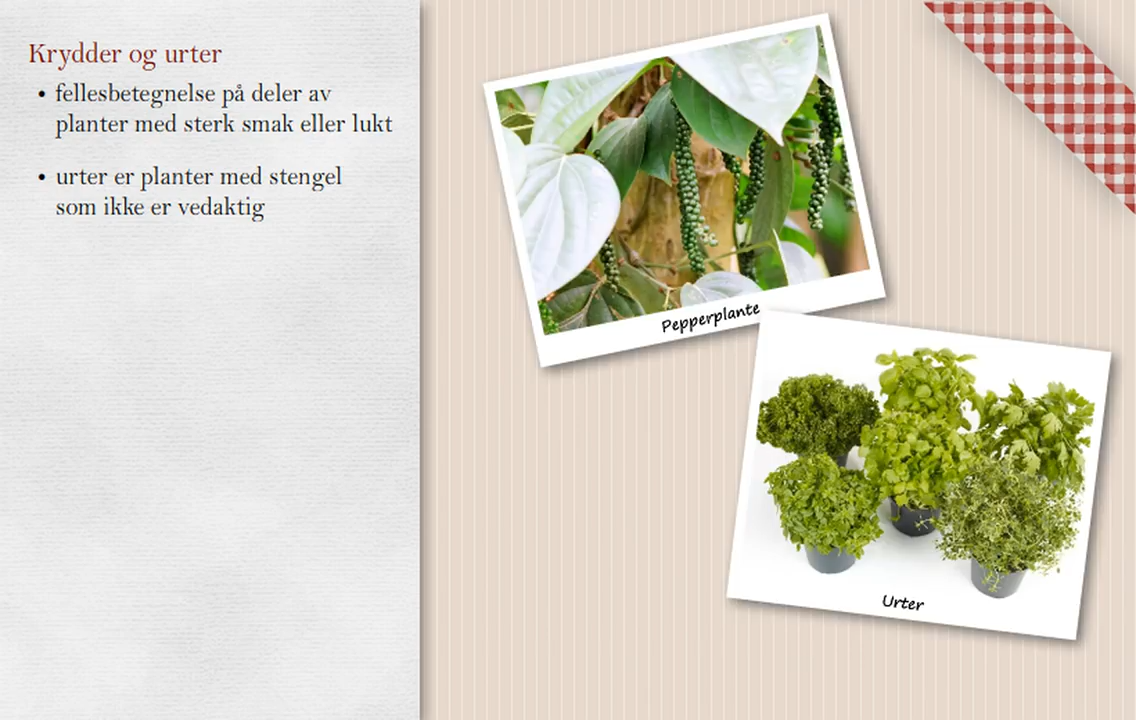 Krydder og urter
• fellesbetegnelse på deler av
planter med sterk smak eller lukt
• urter er planter med stengel
som ikke er vedaktig
Pepperplante
Urter